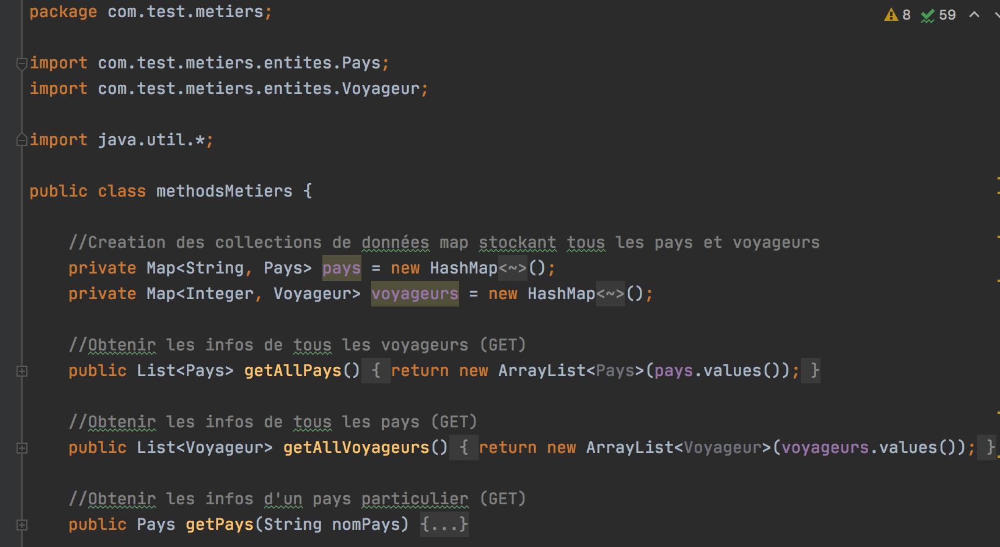 package com.test.metiers;
8 59
import com.test.metiers.entites.Pays;
import com.test.metiers.entites.Voyageur;
import java.util.*;
public class methodsMetiers {
//Creation des collections de données map stockant tous les pays et voyageurs
private Map<String, Pays> pays = new HashMap<~>();
private Map<Integer, Voyageur> voyageurs = new HashMap<~>();
//Obtenir les infos de tous les voyageurs (GET)
public List<Pays> getAllPays() { return new ArrayList<Pays>(pays.values()); }
//Obtenir les infos de tous les pays (GET)
public List<Voyageur> getAllVoyageurs() { return new ArrayList<Voyageur>(voyageurs.values()); }
//Obtenir les infos d'un pays particulier (GET)
public Pays getPays(String nomPays) {...}